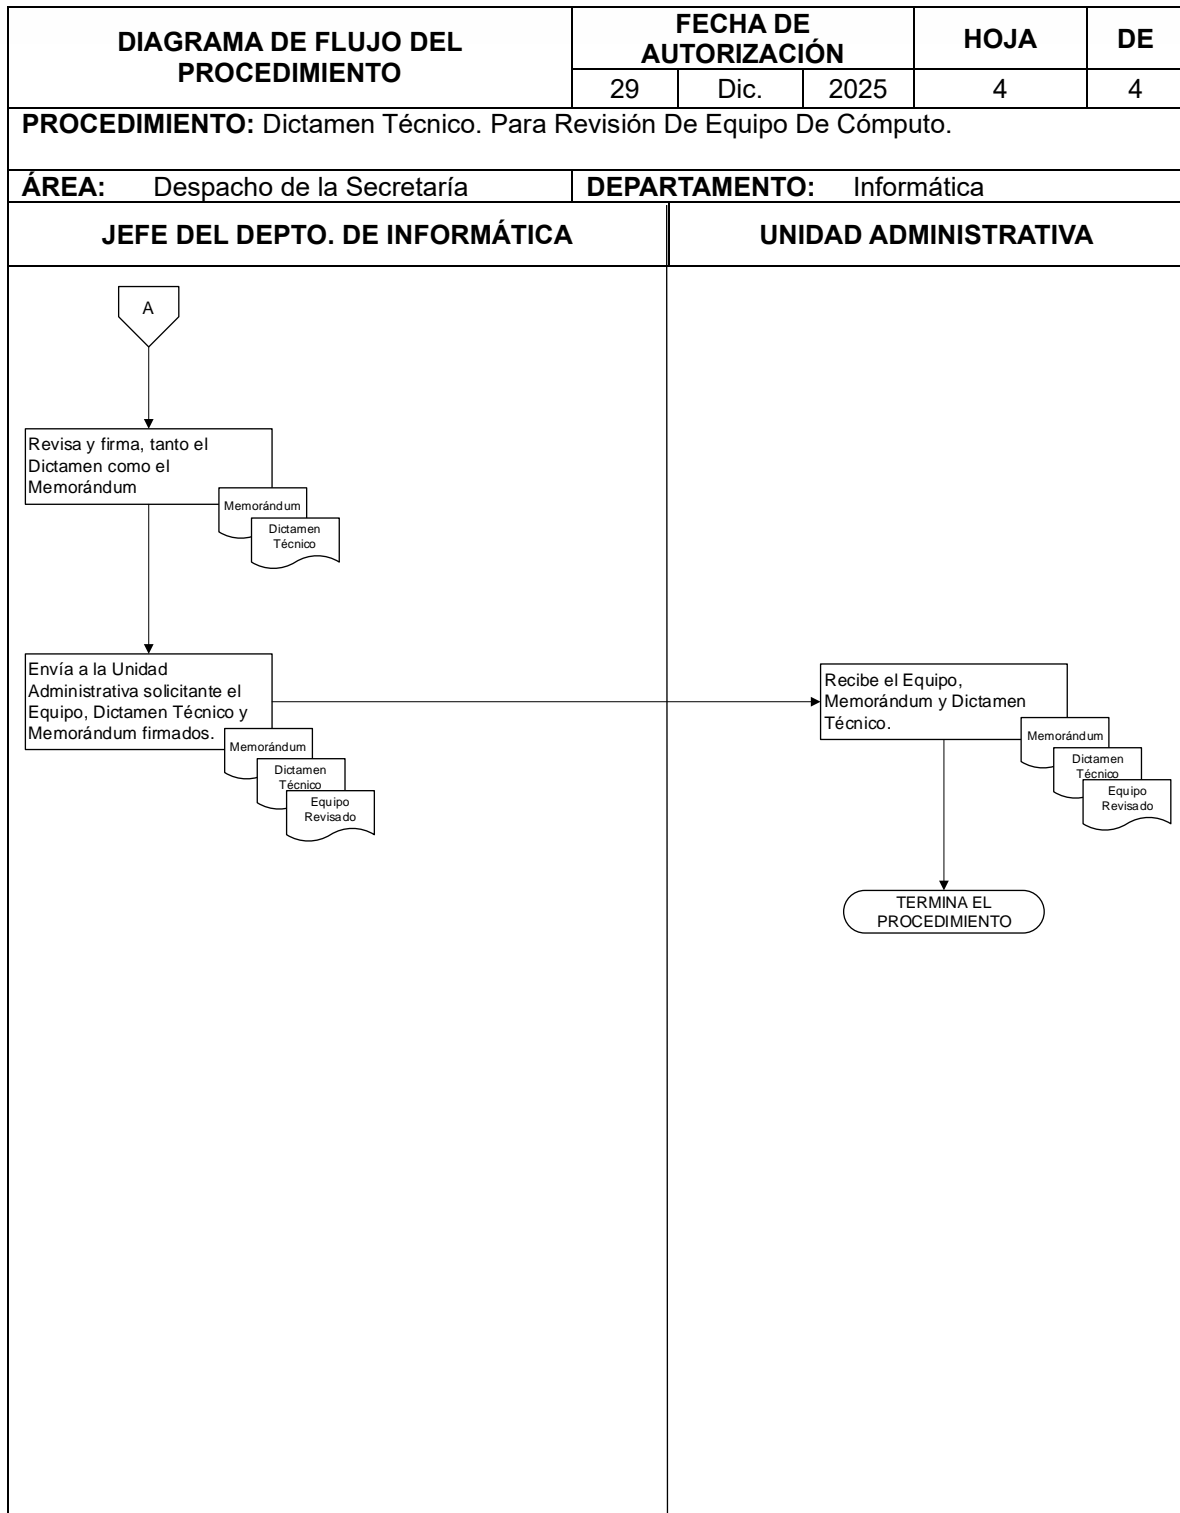 DIAGRAMA DE FLUJO DEL
PROCEDIMIENTO
FECHA DE
AUTORIZACIÓN
HOJA
DE
29
Dic.
2025
4
4
PROCEDIMIENTO: Dictamen Técnico. Para Revisión De Equipo De Cómputo.
ÁREA: Despacho de la Secretaría
DEPARTAMENTO: Informática
JEFE DEL DEPTO. DE INFORMÁTICA
UNIDAD ADMINISTRATIVA
A
Revisa y firma, tanto el
Dictamen como el
Memorándum
Memorándum
Dictamen
Técnico
Envía a la Unidad
Administrativa solicitante el
Equipo, Dictamen Técnico y
Memorándum firmados.
Memorándum
Dictamen
Técnico
Equipo
Revisado
Recibe el Equipo,
Memorándum y Dictamen
Técnico.
Memorándum
Dictamen
Técnico
Equipo
Revisado
TERMINA EL
PROCEDIMIENTO